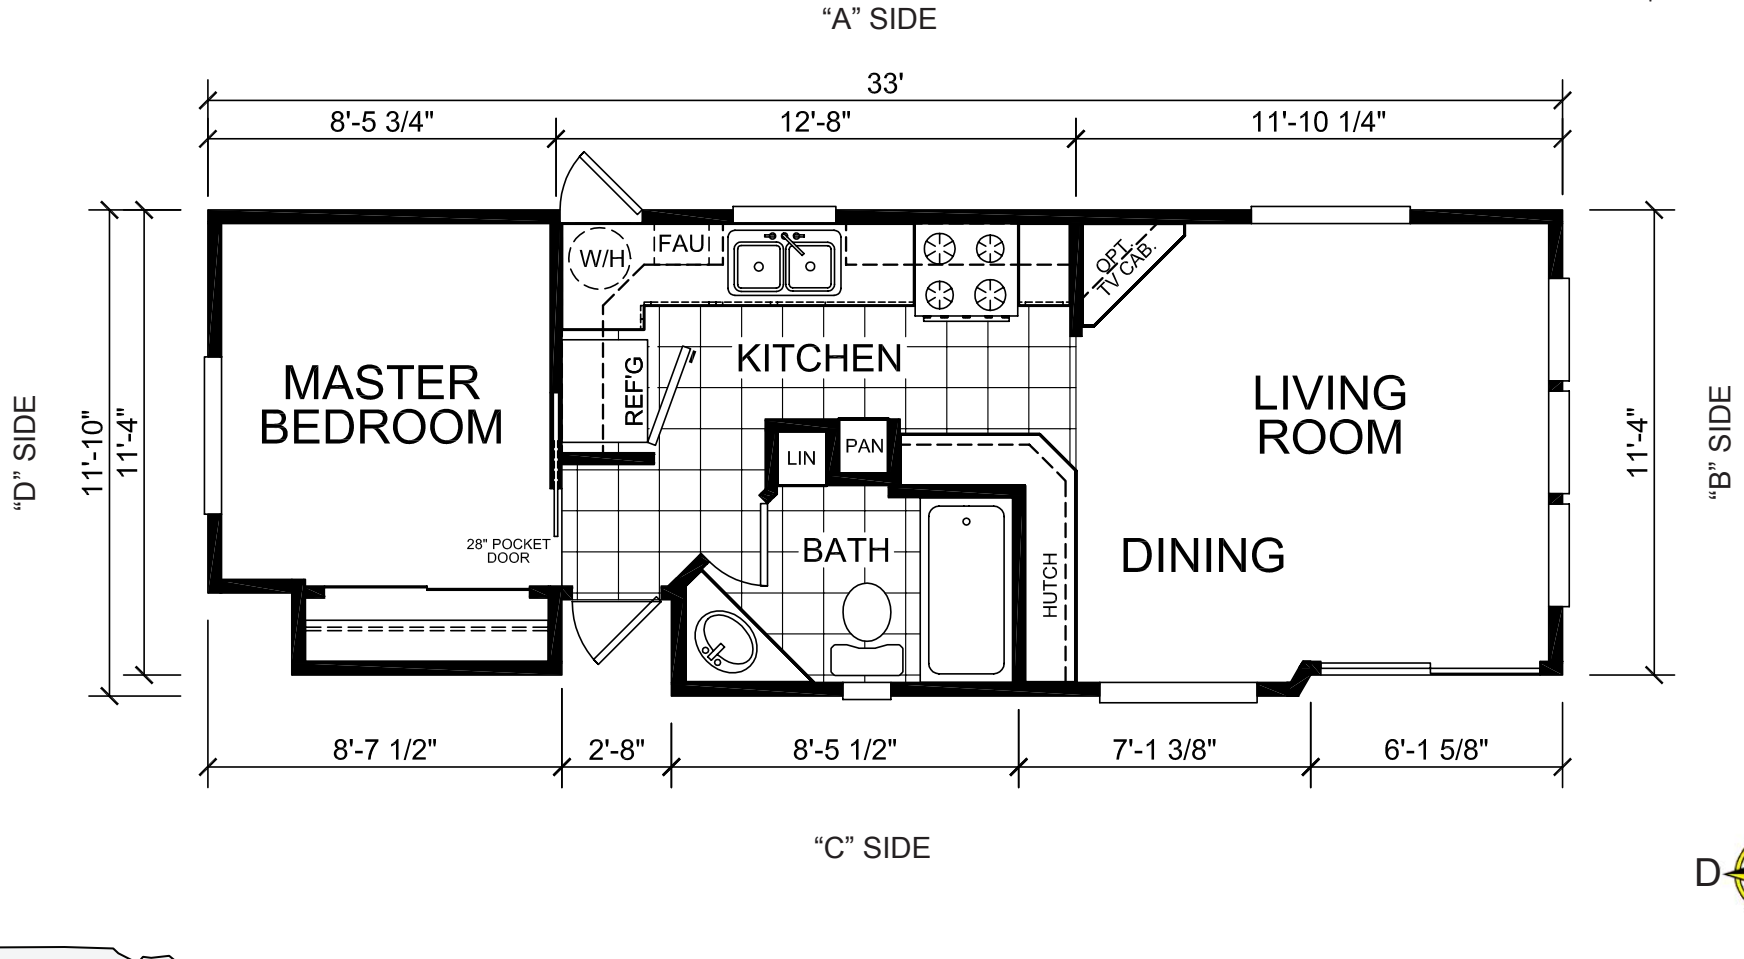 “A” SIDE
33'
8'-5 3/4"
12'-8"
11'-10 1/4"
W/H
FAU
OPT.
TV CAB.
REF'G
KITCHEN
MASTER
BEDROOM
LIVING
ROOM
LIN
PAN
“D” SIDE
11'-10"
11'-4"
11'-4"
“B” SIDE
28" POCKET
DOOR
BATH
HUTCH
DINING
8'-7 1/2"
2'-8"
8'-5 1/2"
7'-1 3/8"
6'-1 5/8"
“C” SIDE
D